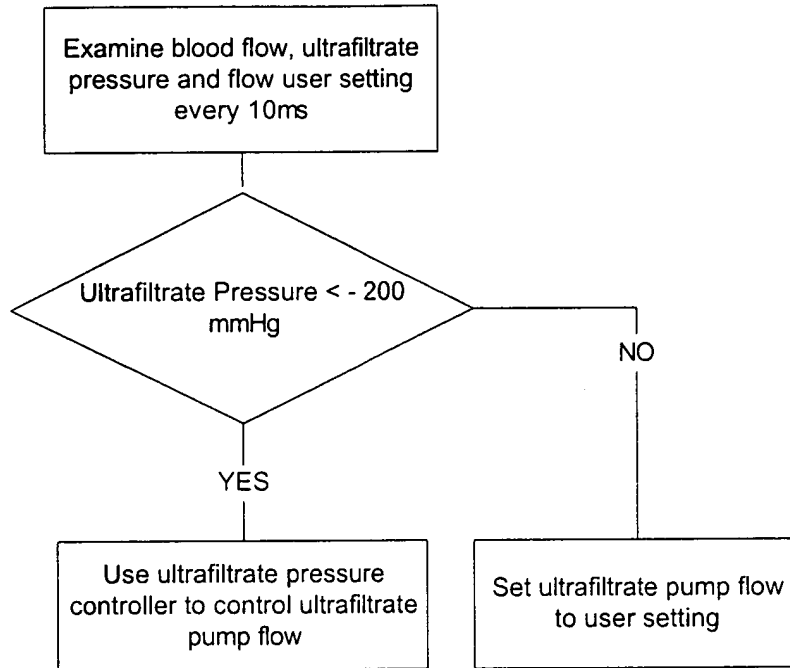 Examine blood flow, ultrafiltrate
pressure and flow user setting
every 10ms
Ultrafiltrate Pressure < - 200
mmHg
NO
YES
Use ultrafiltrate pressure
controller to control ultrafiltrate
pump flow
Set ultrafiltrate pump flow
to user setting